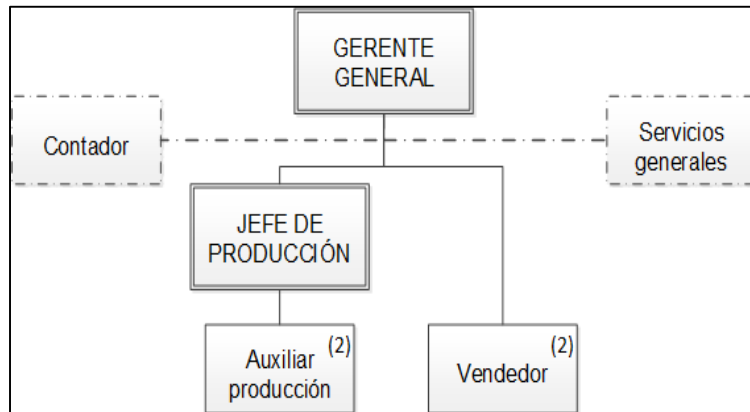 GERENTE
GENERAL
Contador
Servicios
generales
JEFE DE
PRODUCCIÓN
(2)
Auxiliar
producción
(2)
Vendedor